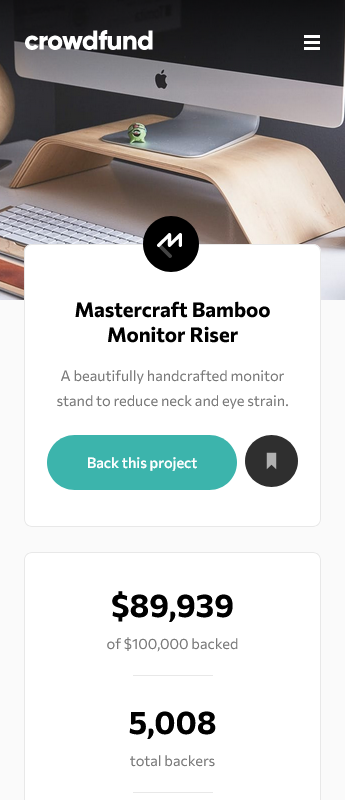 crowdfund
Mastercraft Bamboo
Monitor Riser
A beautifully handcrafted monitor
stand to reduce neck and eye strain.
Back this project
$89,939
of $100,000 backed
5,008
total backers